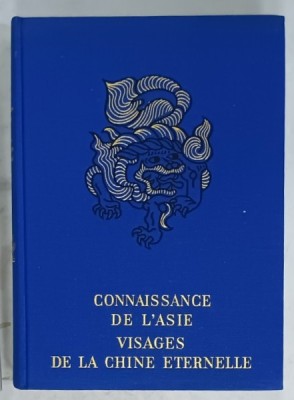 CONNAISSANCE
DE L'ASIE
VISAGES
DE LA CHINE ETERNELLE